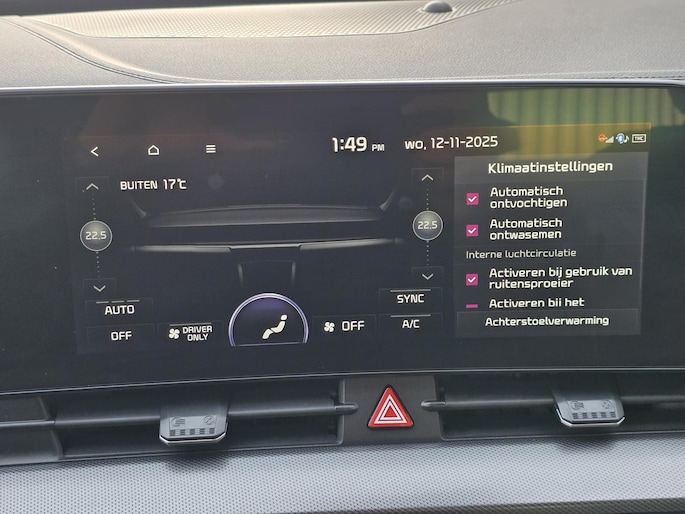 1:49 PM
WO, 12-11-2025
TMC
Klimaatinstellingen
BUITEN 17°C
Automatisch
ontvochtigen
22.5
22.5
Automatisch
ontwasemen
Interne luchtcirculatie
Activeren bij gebruik van
ruitensproeier
Activeren bij het
Achterstoelverwarming
AUTO
SYNC
OFF
DRIVER
ONLY
OFF
A/C